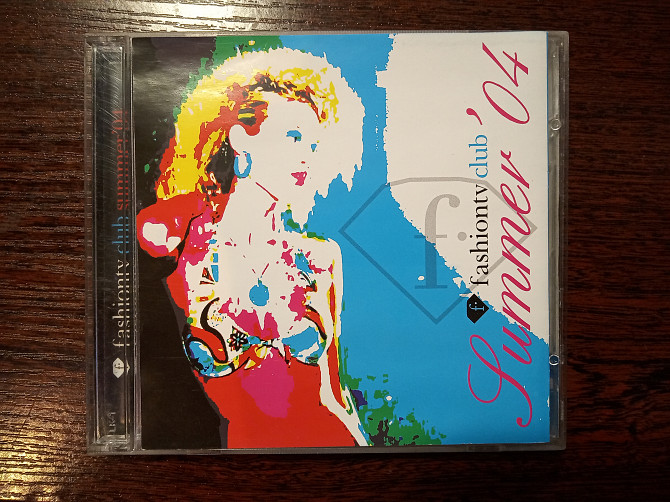 fashiontv club summer '04
f.
f. fashiontv club
Summer '04
f.